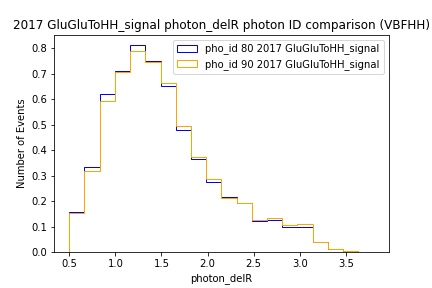 2017 GluGluToHH_signal photon_delR photon ID comparison (VBFHH)
pho_id 80 2017 GluGluToHH_signal
pho_id 90 2017 GluGluToHH_signal
Number of Events
0.8
0.7
0.6
0.5
0.4
0.3
0.2
0.1
0.0
0.5 1.0 1.5 2.0 2.5 3.0 3.5
photon_delR